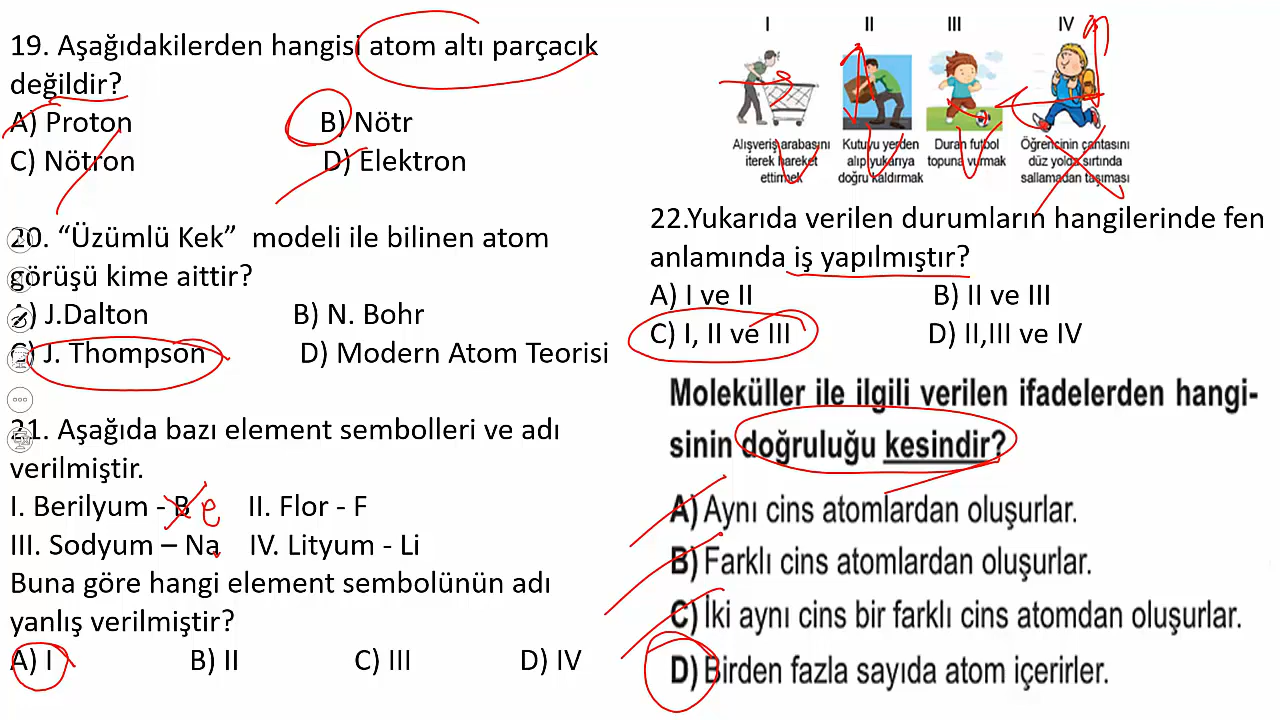 19. Aşağıdakilerden hangisi atom altı parçacık
değildir?
A) Proton B) Nötr
C) Nötron D) Elektron
20. “Üzümlü Kek” modeli ile bilinen atom
görüşü kime aittir?
A) J.Dalton B) N. Bohr
C) J. Thompson D) Modern Atom Teorisi
21. Aşağıda bazı element sembolleri ve adı
verilmiştir.
I. Berilyum - B e II. Flor - F
III. Sodyum – Na IV. Lityum - Li
Buna göre hangi element sembolünün adı
yanlış verilmiştir?
A) I B) II C) III D) IV
I II III IV
Alışveriş arabasını
iterek hareket
ettirmek
Kutuyu yerden
alıp yukarıya
doğru kaldırmak
Duran futbol
topuna vurmak
Öğrencinin çantasını
düz yolda sırtında
sallamadan taşıması
22.Yukarıda verilen durumların hangilerinde fen
anlamında iş yapılmıştır?
A) I ve II B) II ve III
C) I, II ve III D) II,III ve IV
Moleküller ile ilgili verilen ifadelerden hangi-
sinin doğruluğu kesindir?
A) Aynı cins atomlardan oluşurlar.
B) Farklı cins atomlardan oluşurlar.
C) İki aynı cins bir farklı cins atomdan oluşurlar.
D) Birden fazla sayıda atom içerirler.